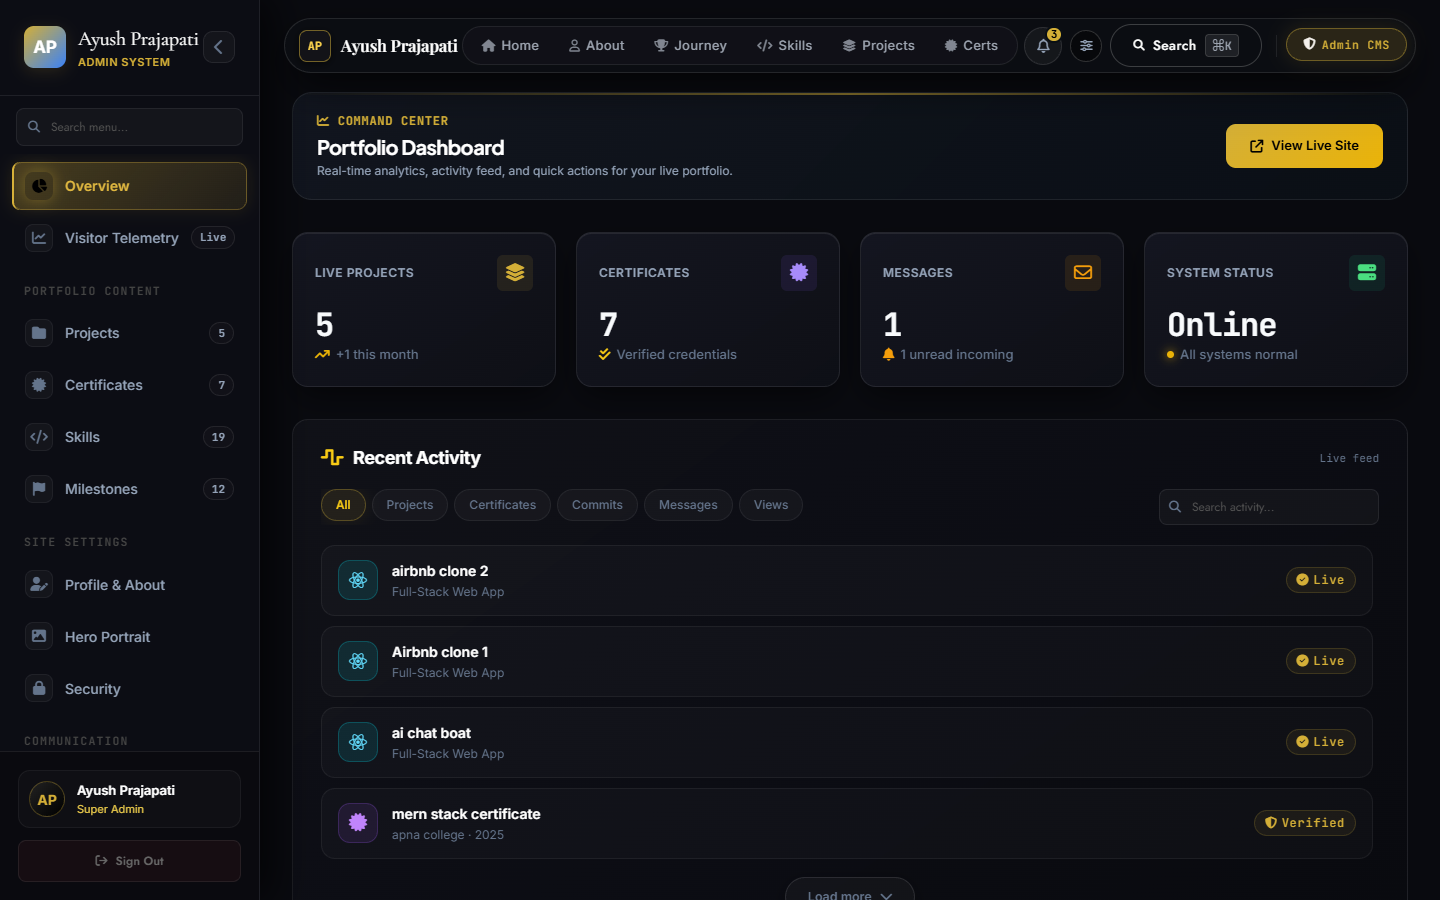 AP
Ayush Prajapati
ADMIN SYSTEM
Search menu...
Overview
Visitor Telemetry Live
PORTFOLIO CONTENT
Projects 5
Certificates 7
Skills 19
Milestones 12
SITE SETTINGS
Profile & About
Hero Portrait
Security
COMMUNICATION
AP
Ayush Prajapati
Super Admin
Sign Out
AP Ayush Prajapati Home About Journey Skills Projects Certs 3 Search ⌘K Admin CMS
COMMAND CENTER
Portfolio Dashboard
Real-time analytics, activity feed, and quick actions for your live portfolio.
View Live Site
LIVE PROJECTS
5
+1 this month
CERTIFICATES
7
Verified credentials
MESSAGES
1
1 unread incoming
SYSTEM STATUS
Online
All systems normal
Recent Activity
Live feed
All Projects Certificates Commits Messages Views
Search activity...
airbnb clone 2
Full-Stack Web App
Live
Airbnb clone 1
Full-Stack Web App
Live
ai chat boat
Full-Stack Web App
Live
mern stack certificate
apna college · 2025
Verified
Load more